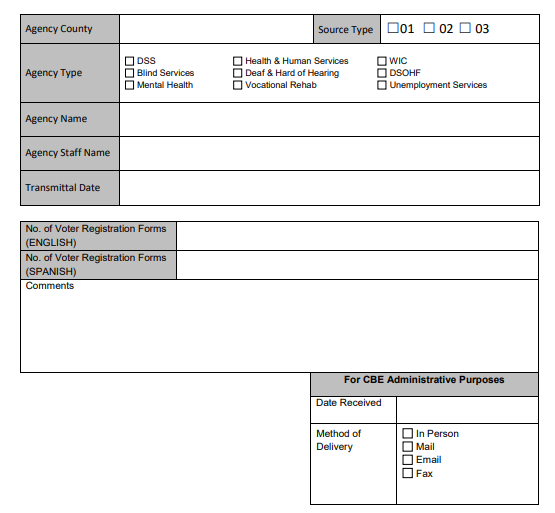 Agency County
Source Type ☐01 ☐ 02 ☐ 03
Agency Type
☐ DSS ☐ Health & Human Services ☐ WIC
☐ Blind Services ☐ Deaf & Hard of Hearing ☐ DSOHF
☐ Mental Health ☐ Vocational Rehab ☐ Unemployment Services
Agency Name
Agency Staff Name
Transmittal Date
No. of Voter Registration Forms
(ENGLISH)
No. of Voter Registration Forms
(SPANISH)
Comments
For CBE Administrative Purposes
Date Received
Method of
Delivery
☐ In Person
☐ Mail
☐ Email
☐ Fax